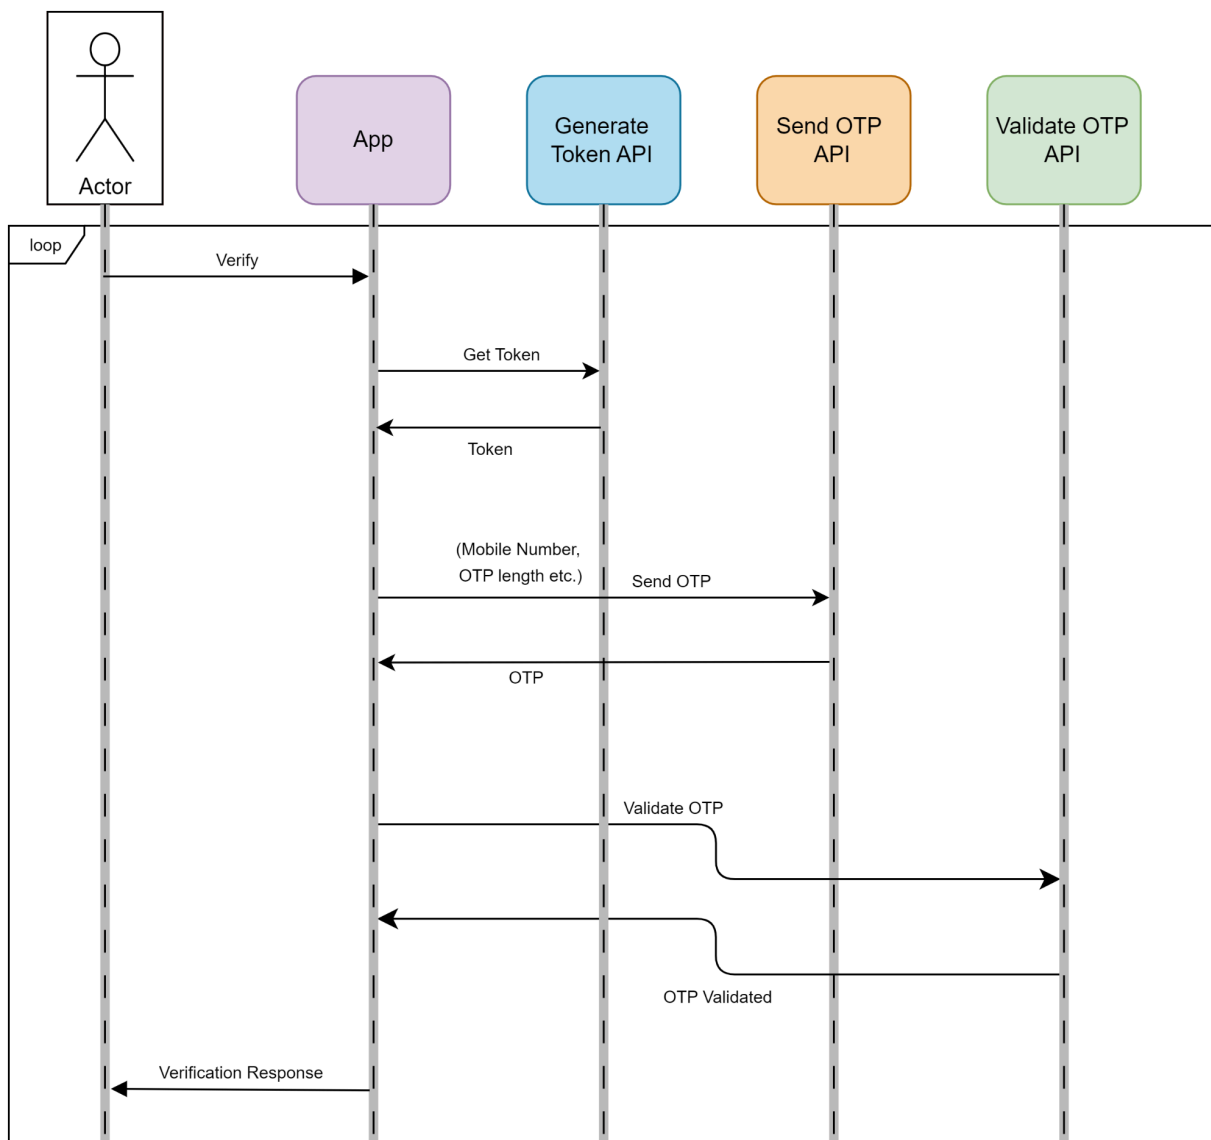 Actor
App
Generate
Token API
Send OTP
API
Validate OTP
API
loop
Verify
Get Token
Token
(Mobile Number,
OTP length etc.)
Send OTP
OTP
Validate OTP
OTP Validated
Verification Response